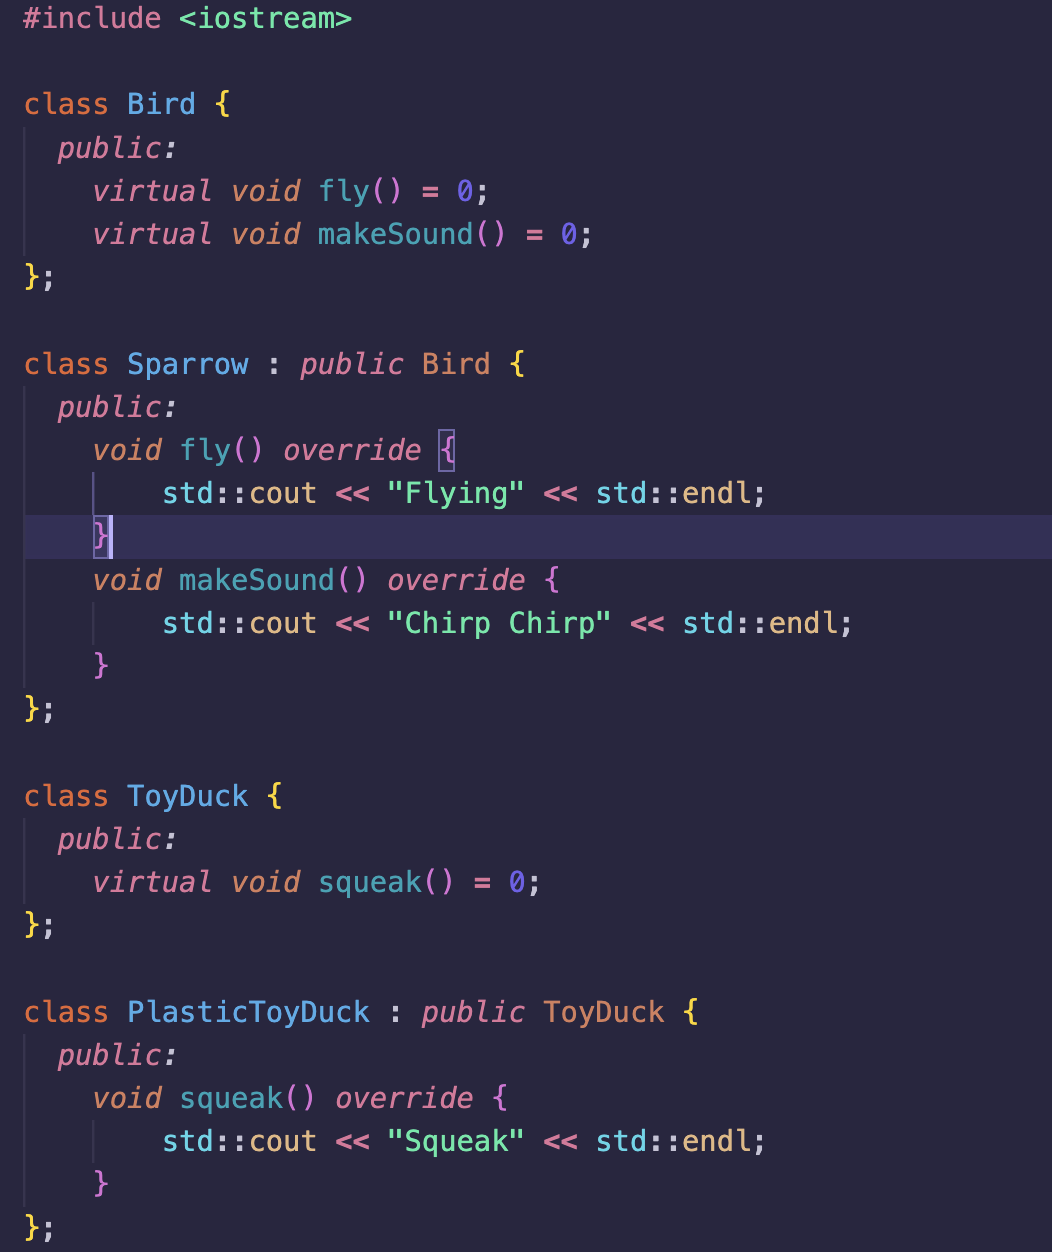 #include <iostream>
class Bird {
public:
virtual void fly() = 0;
virtual void makeSound() = 0;
};
class Sparrow : public Bird {
public:
void fly() override {
std::cout << "Flying" << std::endl;
}
void makeSound() override {
std::cout << "Chirp Chirp" << std::endl;
}
};
class ToyDuck {
public:
virtual void squeak() = 0;
};
class PlasticToyDuck : public ToyDuck {
public:
void squeak() override {
std::cout << "Squeak" << std::endl;
}
};